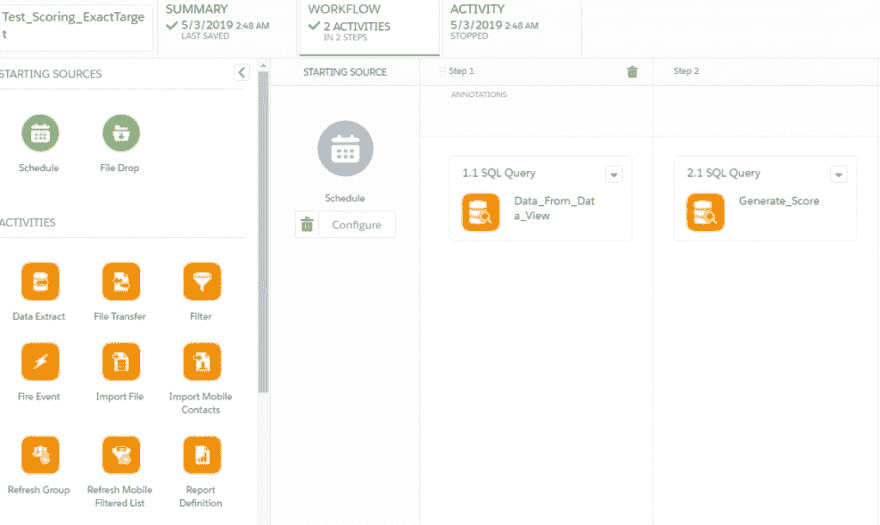 Test_Scoring_ExactTarge
t
SUMMARY
5/3/2019 2:48 AM
LAST SAVED
WORKFLOW
2 ACTIVITIES
IN 2 STEPS
ACTIVITY
5/3/2019 2:48 AM
STOPPED
STARTING SOURCES
Schedule
File Drop
ACTIVITIES
Data Extract
File Transfer
Filter
Fire Event
Import File
Import Mobile
Contacts
Refresh Group
Refresh Mobile
Filtered List
Report
Definition
STARTING SOURCE
Schedule
Configure
Step 1
ANNOTATIONS
1.1 SQL Query
Data_From_Dat
a_View
Step 2
2.1 SQL Query
Generate_Score